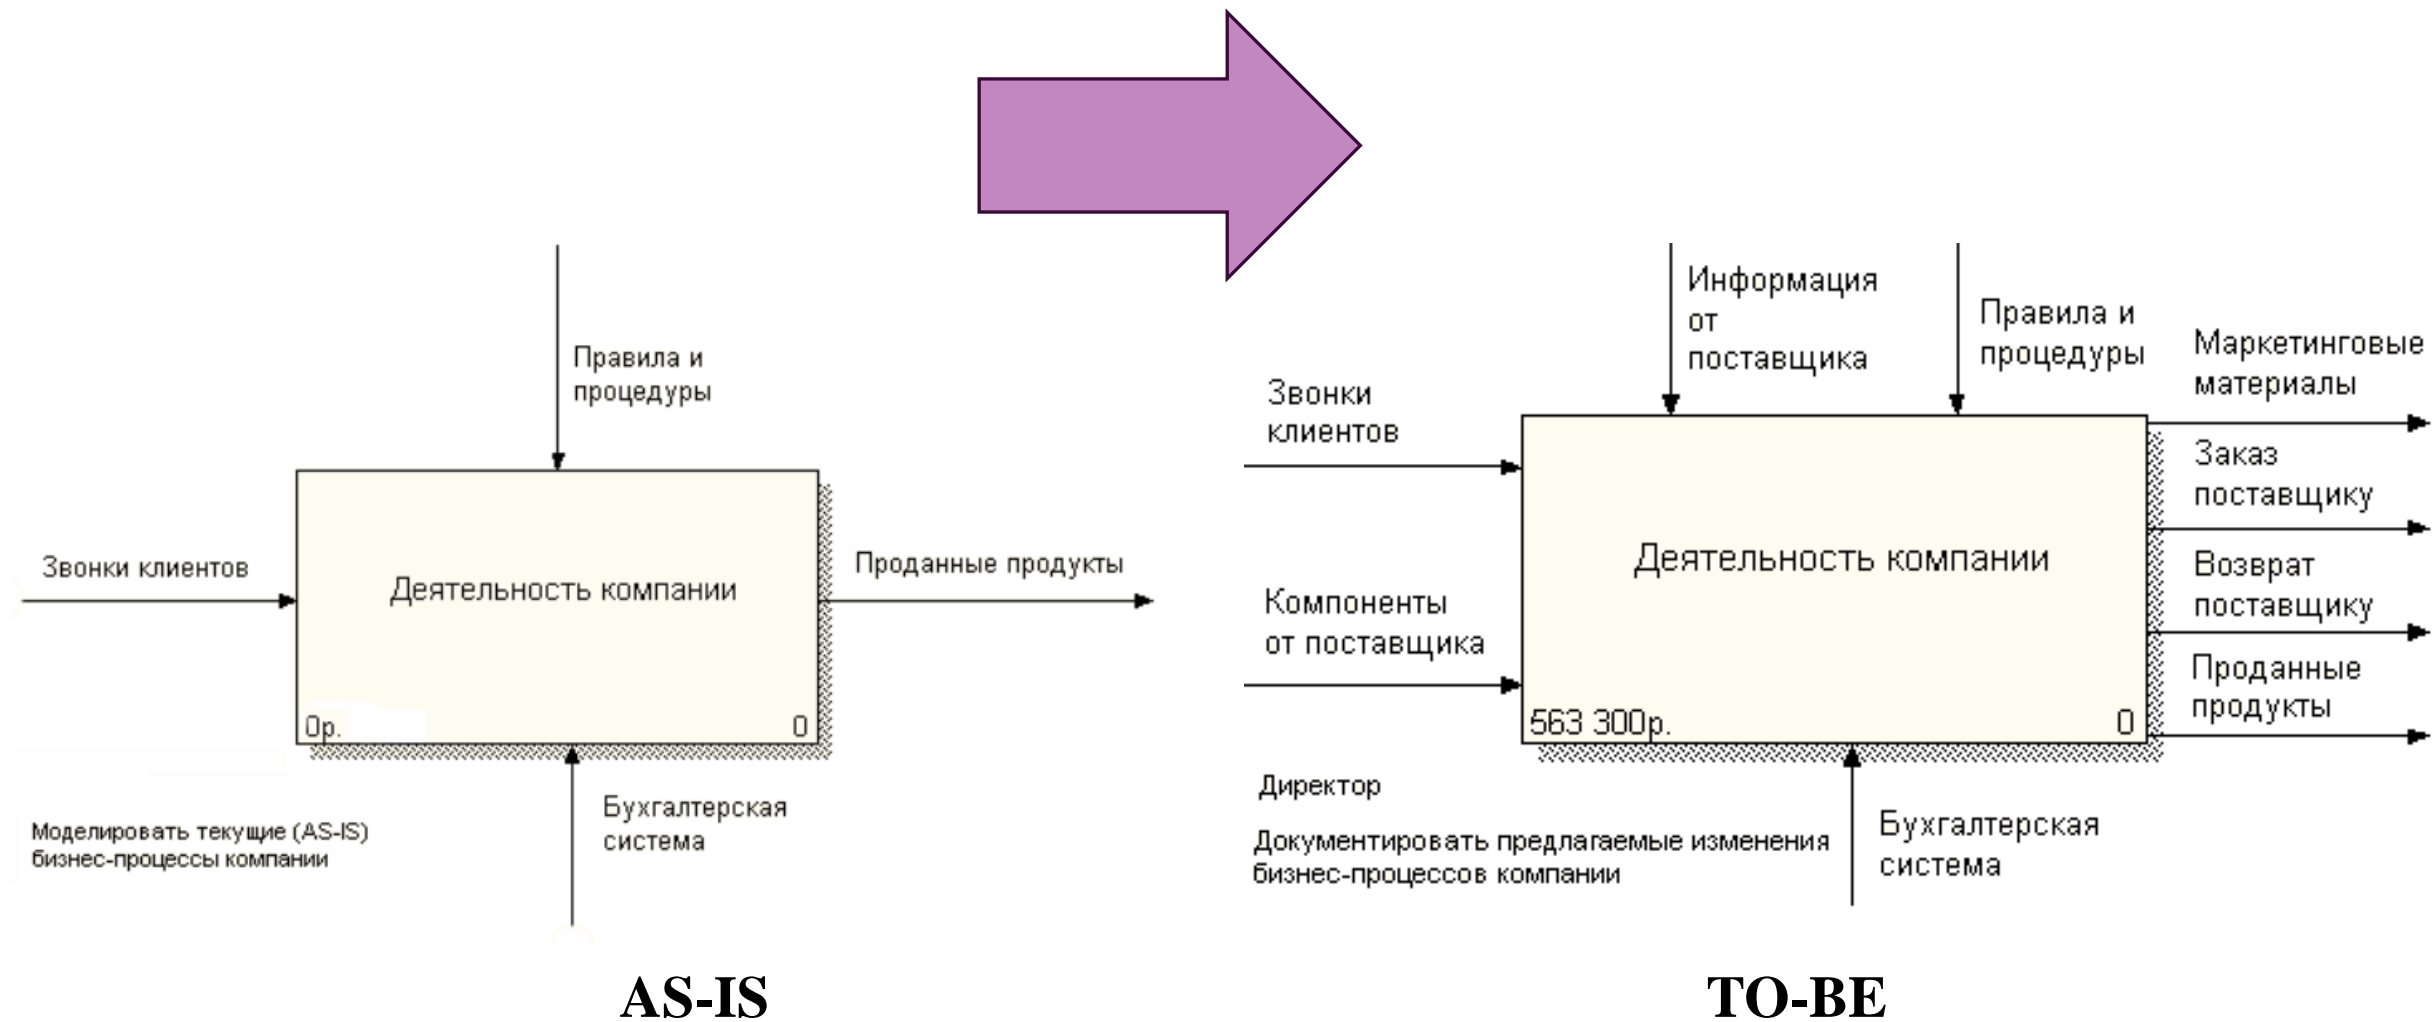 Правила и
процедуры
Звонки клиентов
Деятельность компании
Проданные продукты
0р.
0
Бухгалтерская
система
Моделировать текущие (AS-IS)
бизнес-процессы компании
AS-IS
Информация
от
поставщика
Правила и
процедуры
Звонки
клиентов
Компоненты
от поставщика
Деятельность компании
563 300р.
0
Маркетинговые
материалы
Заказ
поставщику
Возврат
поставщику
Проданные
продукты
Директор
Документировать предлагаемые изменения
бизнес-процессов компании
Бухгалтерская
система
TO-BE